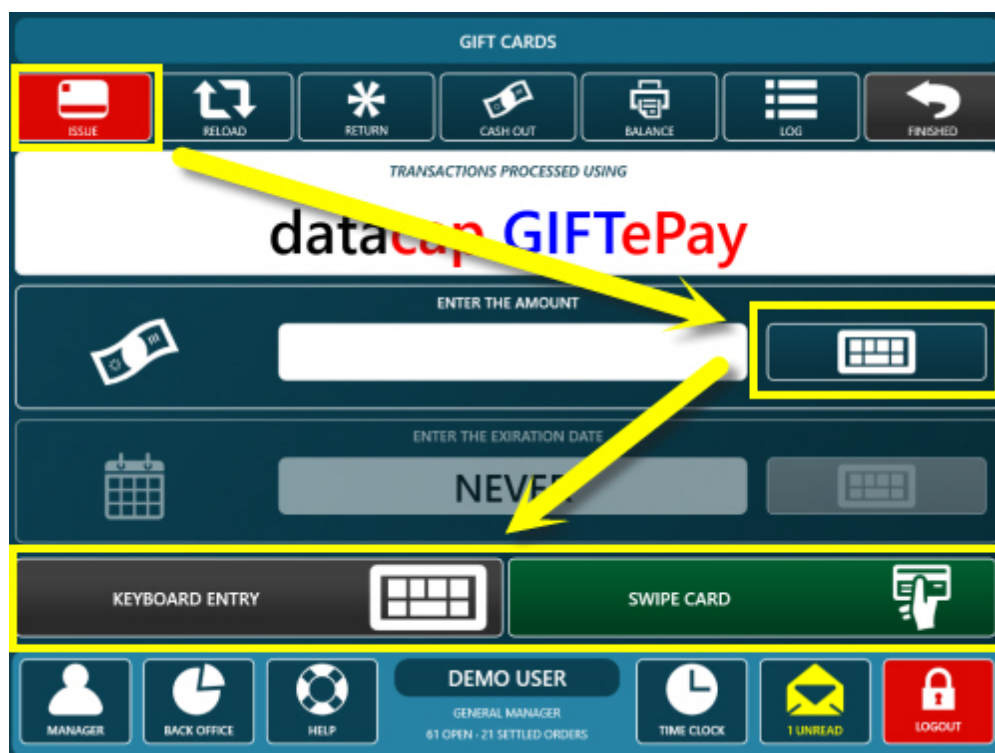 GIFT CARDS
ISSUE
RELOAD
RETURN
CASH OUT
BALANCE
LOG
FINISHED
TRANSACTIONS PROCESSED USING
datacap GIFTePay
ENTER THE AMOUNT
ENTER THE EXIRATION DATE
NEVER
KEYBOARD ENTRY
SWIPE CARD
MANAGER
BACK OFFICE
HELP
DEMO USER
GENERAL MANAGER
61 OPEN - 21 SETTLED ORDERS
TIME CLOCK
1 UNREAD
LOGOUT